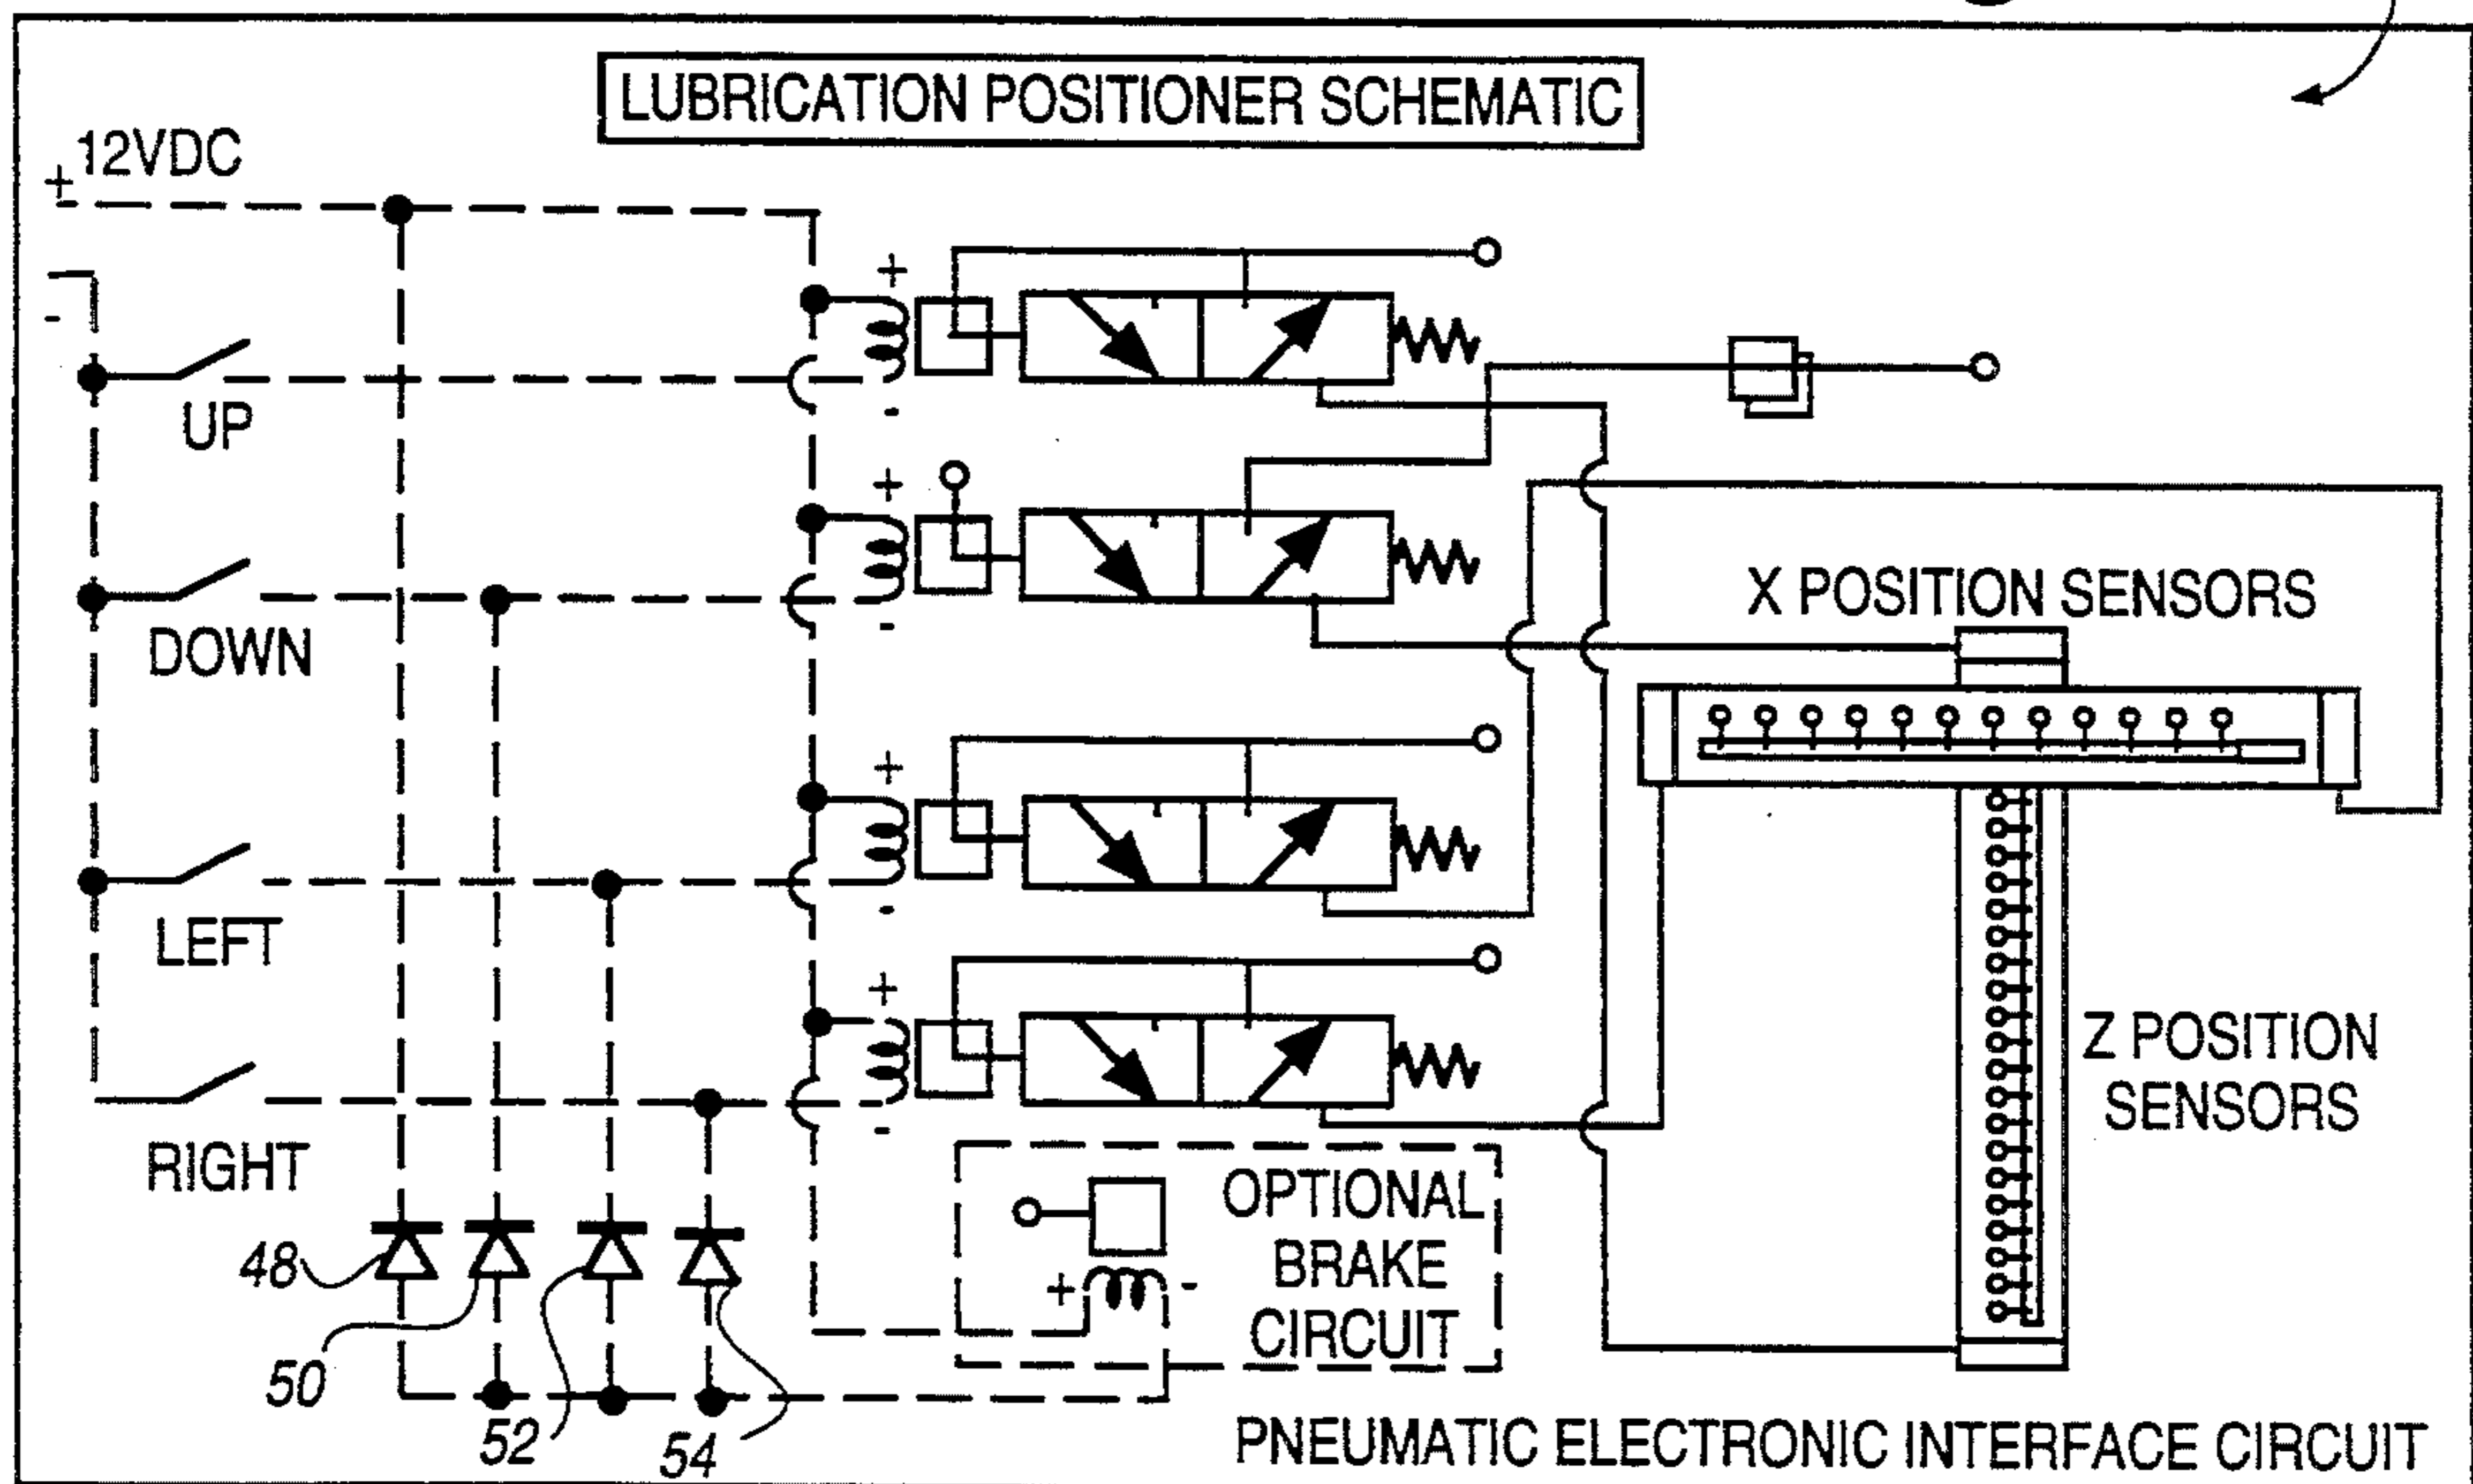 LUBRICATION POSITIONER SCHEMATIC
12VDC
+
-
+
-
UP
+
-
DOWN
X POSITION SENSORS
+
-
LEFT
+
-
RIGHT
Z POSITION
SENSORS
OPTIONAL
BRAKE
CIRCUIT
+ -
48
50
52
54
PNEUMATIC ELECTRONIC INTERFACE CIRCUIT